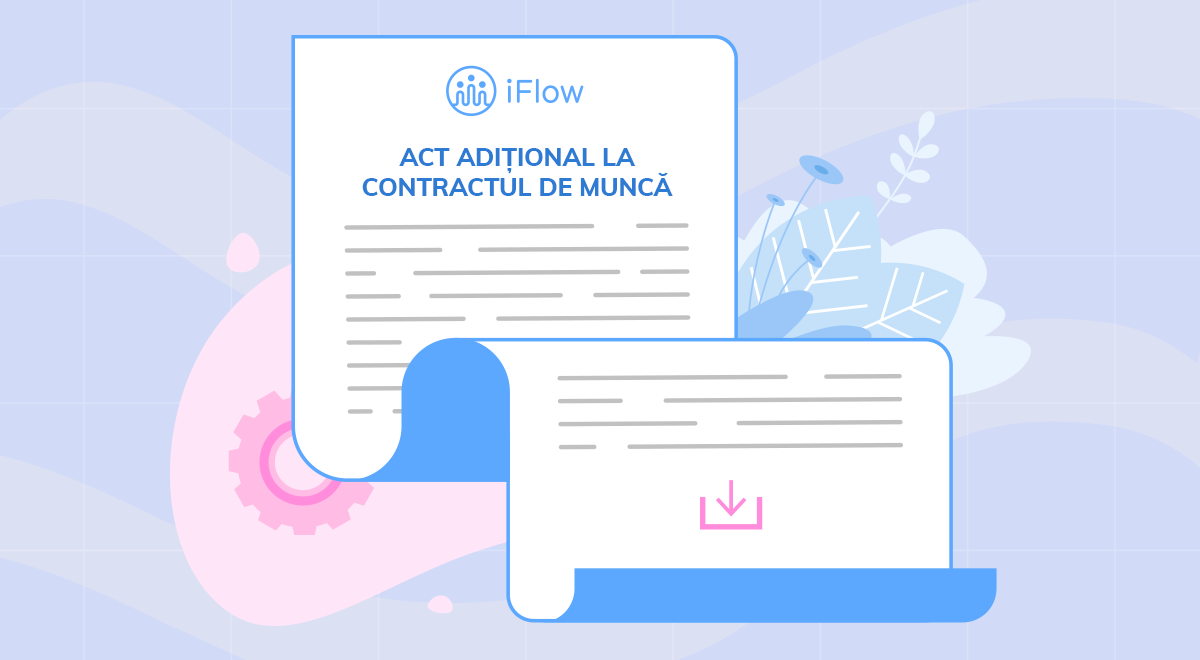 iFlow
ACT ADIȚIONAL LA
CONTRACTUL DE MUNCĂ